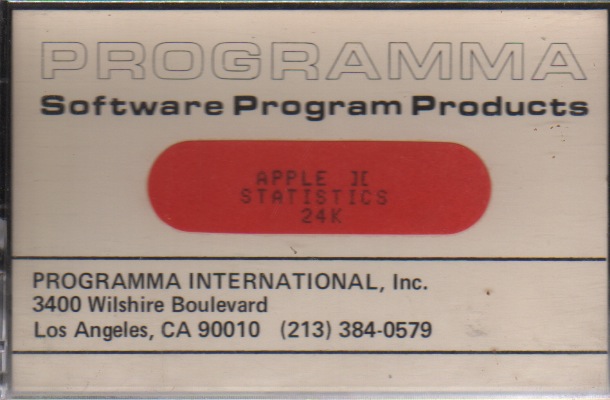 PROGRAMMA
Software Program Products
APPLE ][
STATISTICS
24K
PROGRAMMA INTERNATIONAL, Inc.
3400 Wilshire Boulevard
Los Angeles, CA 90010 (213) 384-0579